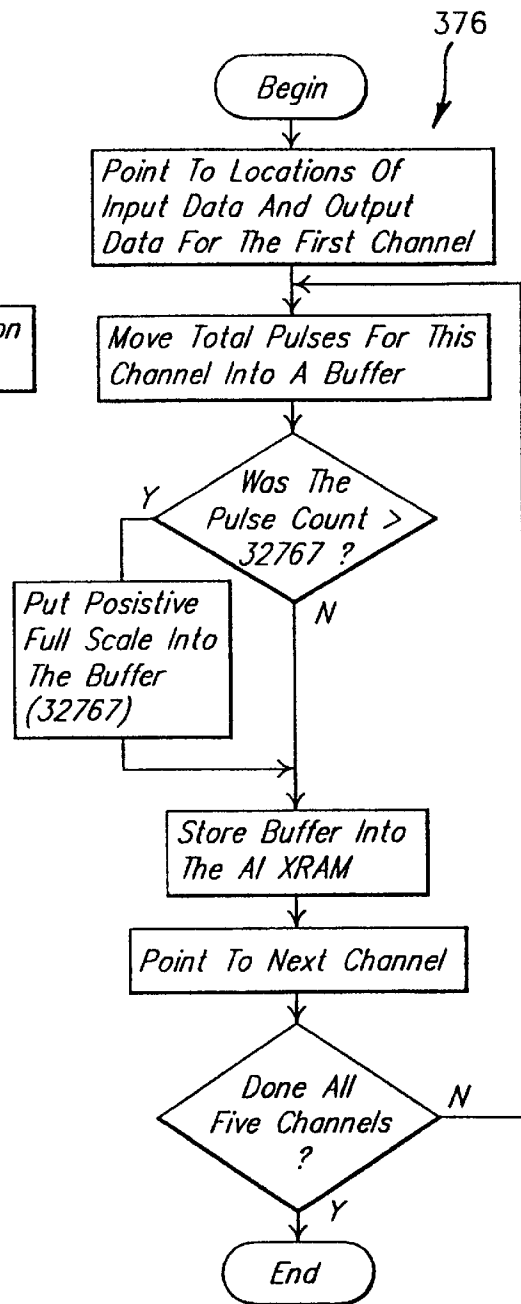 376
Begin
Point To Locations Of
Input Data And Output
Data For The First Channel
on
Move Total Pulses For This
Channel Into A Buffer
Was The
Pulse Count >
32767 ?
Y
N
Put Posistive
Full Scale Into
The Buffer
(32767)
Store Buffer Into
The AI XRAM
Point To Next Channel
Done All
Five Channels
?
N
Y
End